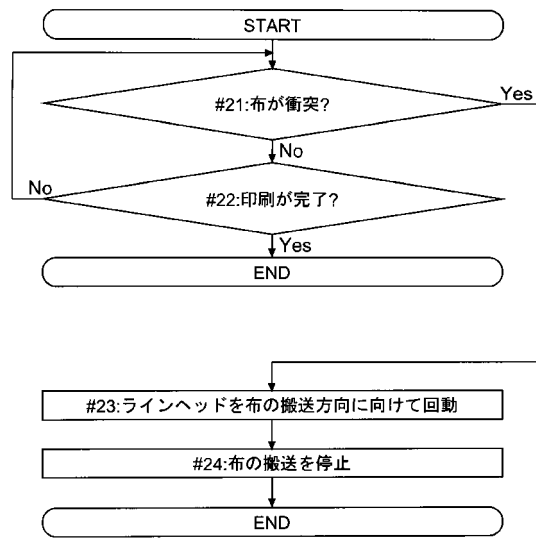 START
#21:布が衝突?
Yes
No
#22:印刷が完了?
No
Yes
END
#23:ラインヘッドを布の搬送方向に向けて回動
#24:布の搬送を停止
END